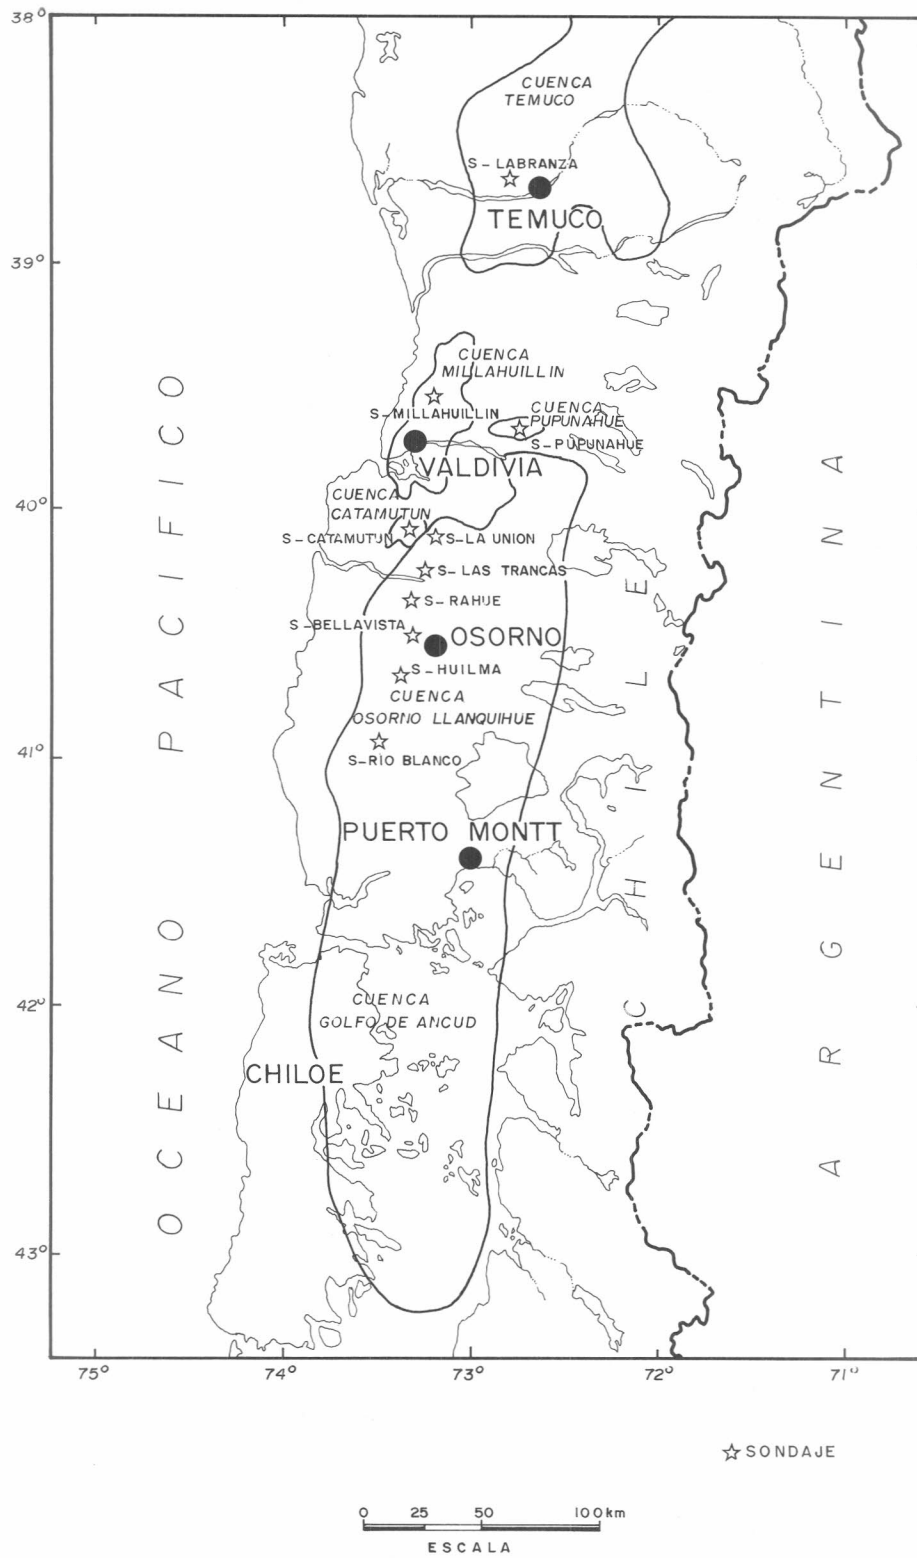 38°
CUENCA
TEMUCO
S-LABRANZA
TEMUCO
39°
CUENCA
MILLAHUILLIN
S-MILLAHUILLIN
CUENCA
PUPUNAHUE
S-PUPUNAHUE
VALDIVIA
40°
CUENCA
CATAMUTUN
S-CATAMUTUN
S-LA UNION
S-LAS TRANCAS
S-RAHUE
S-BELLAVISTA
OSORNO
S-HUILMA
CUENCA
OSORNO LLANQUIHUE
41°
S-RIO BLANCO
PUERTO MONTT
42°
CUENCA
GOLFO DE ANCUD
CHILOE
43°
OCEANO PACIFICO
CHILE
ARGENTINA
75° 74° 73° 72° 71°
SONDAJE
0 25 50 100 km
ESCALA